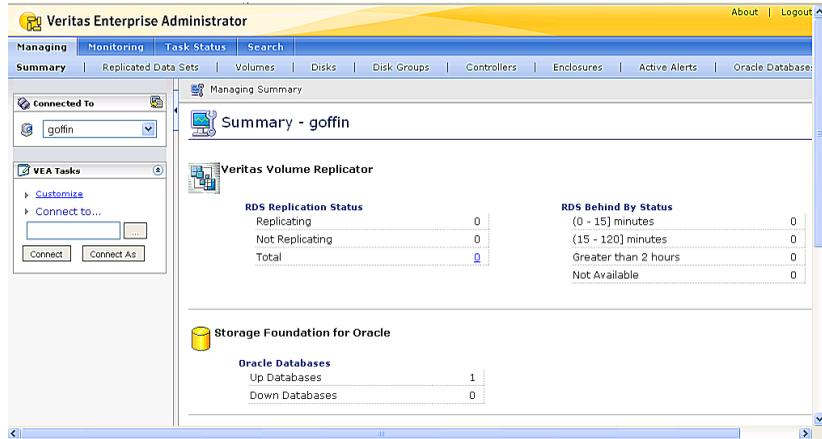 About | Logout
Veritas Enterprise Administrator
Managing Monitoring Task Status Search
Summary | Replicated Data Sets | Volumes | Disks | Disk Groups | Controllers | Enclosures | Active Alerts | Oracle Databases
Connected To
goffin
VEA Tasks
Customize
Connect to...
...
Connect Connect As
Managing Summary
Summary - goffin
Veritas Volume Replicator
RDS Replication Status
Replicating 0
Not Replicating 0
Total 0
RDS Behind By Status
(0 - 15] minutes 0
(15 - 120] minutes 0
Greater than 2 hours 0
Not Available 0
Storage Foundation for Oracle
Oracle Databases
Up Databases 1
Down Databases 0